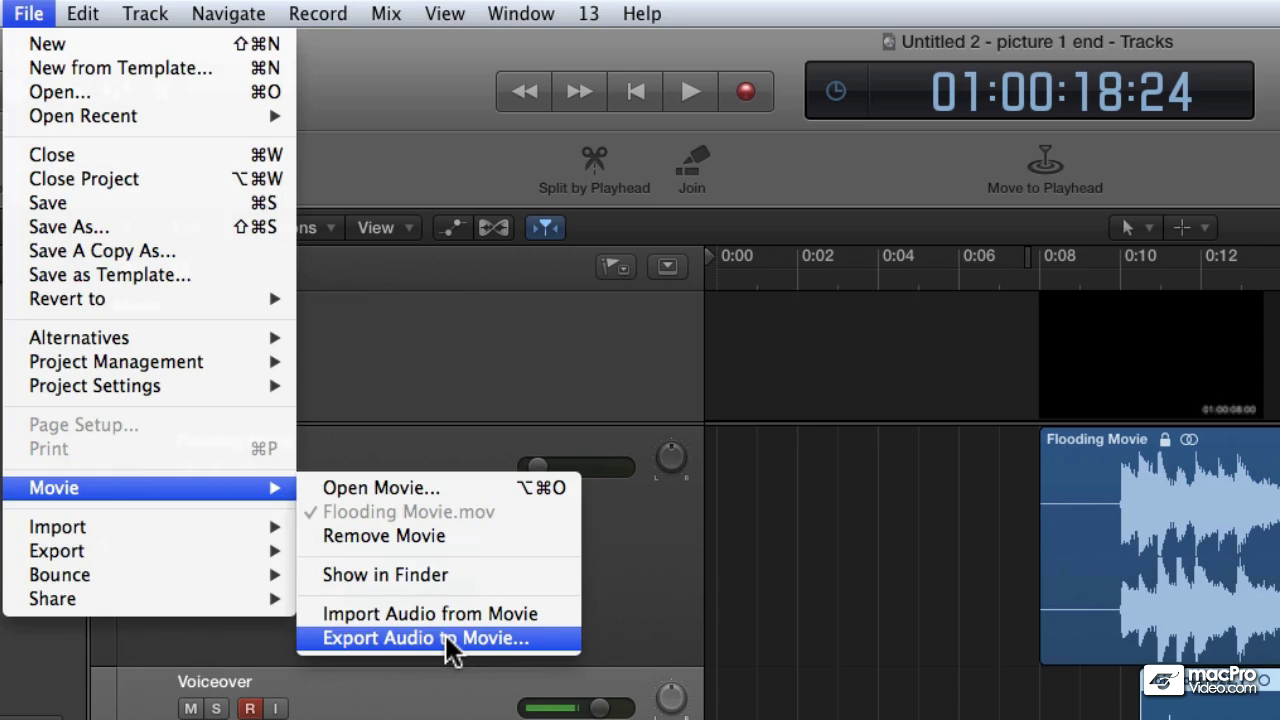 File Edit Track Navigate Record Mix View Window 13 Help
Untitled 2 - picture 1 end - Tracks
01:00:18:24
New ⇧⌘N
New from Template... ⌘N
Open... ⌘O
Open Recent
Close ⌘W
Close Project ⌥⌘W
Save ⌘S
Save As... ⇧⌘S
Save A Copy As...
Save as Template...
Revert to
Alternatives
Project Management
Project Settings
Page Setup...
Print ⌘P
Movie
Import
Export
Bounce
Share
Open Movie... ⌥⌘O
✓ Flooding Movie.mov
Remove Movie
Show in Finder
Import Audio from Movie
Export Audio to Movie...
Split by Playhead Join Move to Playhead
ns View
0:00 0:02 0:04 0:06 0:08 0:10 0:12
01:00:08:00
Flooding Movie
L R
Voiceover
M S R I
macPro
Video.com